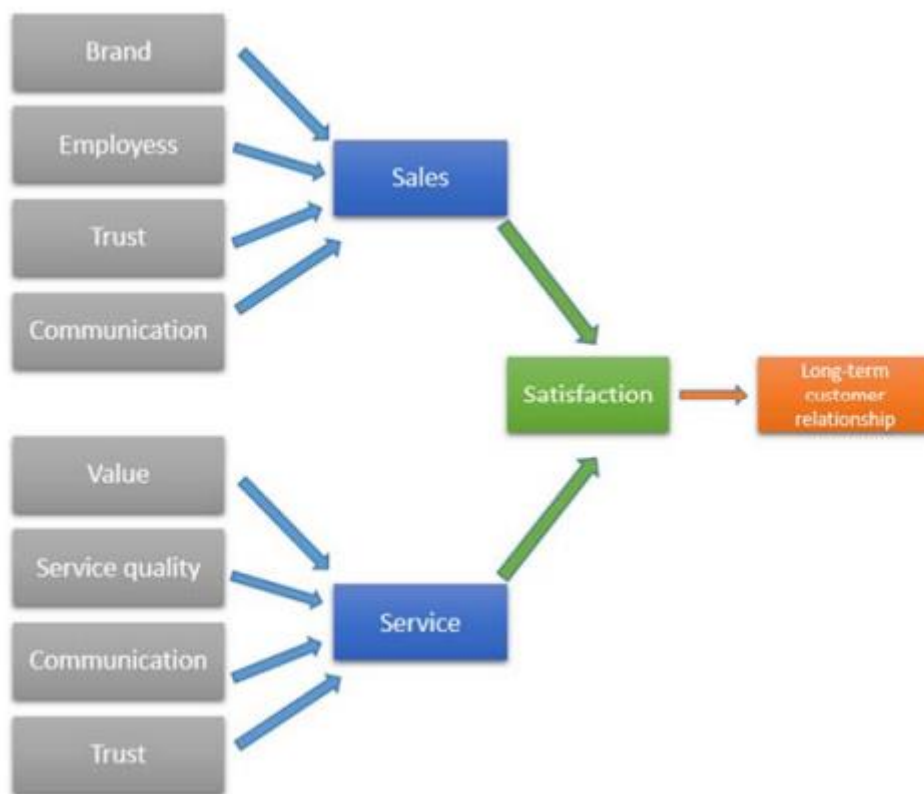 Brand
Employess
Trust
Communication
Sales
Satisfaction
Long-term
customer
relationship
Value
Service quality
Communication
Trust
Service